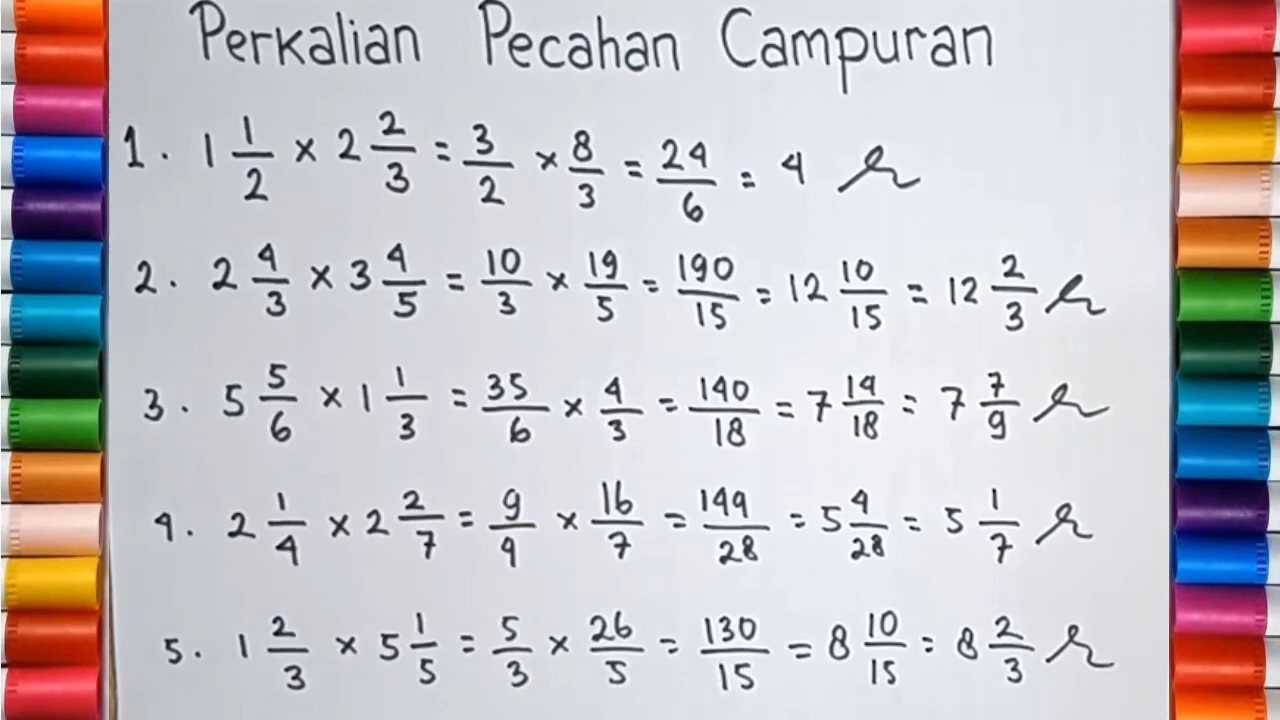 Perkalian Pecahan Campuran
1. 1 1/2 × 2 2/3 = 3/2 × 8/3 = 24/6 = 4
2. 2 4/3 × 3 4/5 = 10/3 × 19/5 = 190/15 = 12 10/15 = 12 2/3
3. 5 5/6 × 1 1/3 = 35/6 × 4/3 = 140/18 = 7 14/18 = 7 7/9
4. 2 1/4 × 2 2/7 = 9/4 × 16/7 = 144/28 = 5 4/28 = 5 1/7
5. 1 2/3 × 5 1/5 = 5/3 × 26/5 = 130/15 = 8 10/15 = 8 2/3